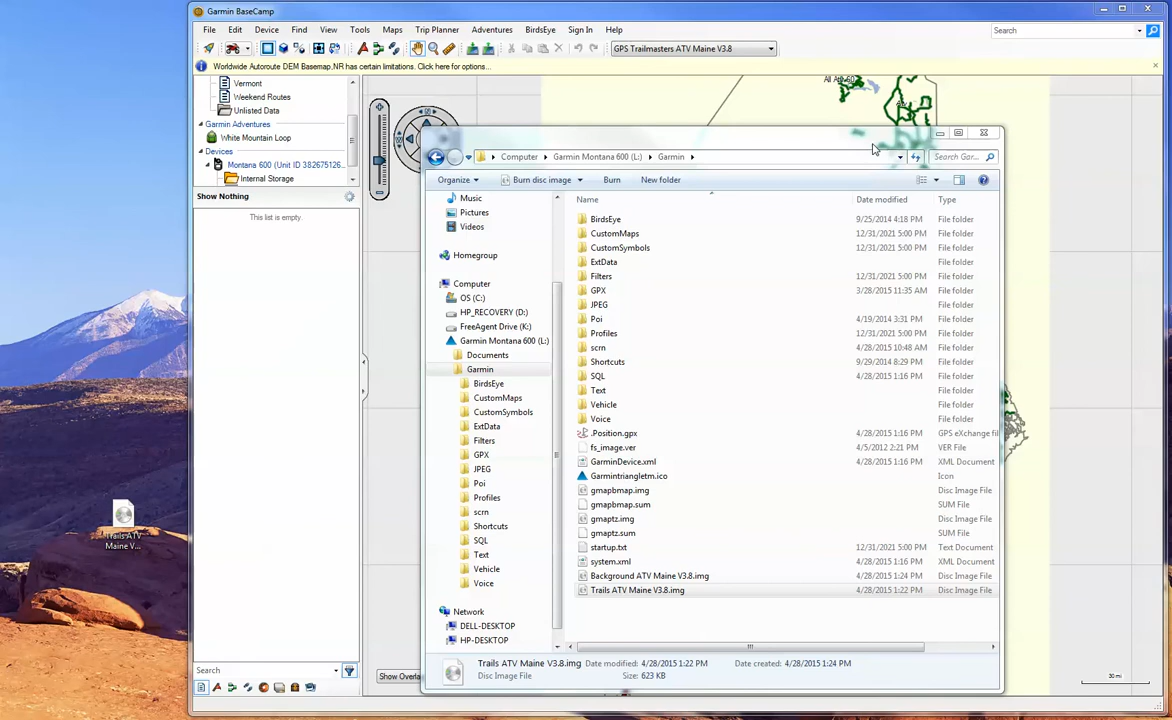 Garmin BaseCamp
File Edit Device Find View Tools Maps Trip Planner Adventures BirdsEye Sign In Help
Search
GPS Trailmasters ATV Maine V3.8
Worldwide Autoroute DEM Basemap,NR has certain limitations. Click here for options...
Vermont
Weekend Routes
Unlisted Data
Garmin Adventures
White Mountain Loop
Devices
Montana 600 (Unit ID 382675126...
Internal Storage
Show Nothing
This list is empty
Computer Garmin Montana 600 (L:) Garmin
Search Gar...
Organize Burn disc image Burn New folder
Name Date modified Type
Music
Pictures
Videos
Homegroup
Computer
OS (C:)
HP_RECOVERY (D:)
FreeAgent Drive (K:)
Garmin Montana 600 (L:)
Documents
Garmin
BirdsEye
CustomMaps
CustomSymbols
ExtData
Filters
GPX
JPEG
Poi
Profiles
scrn
Shortcuts
SQL
Text
Vehicle
Voice
Network
DELL-DESKTOP
HP-DESKTOP
BirdsEye 9/25/2014 4:18 PM File folder
CustomMaps 12/31/2021 5:00 PM File folder
CustomSymbols 12/31/2021 5:00 PM File folder
ExtData File folder
Filters 12/31/2021 5:00 PM File folder
GPX 3/28/2015 11:35 AM File folder
JPEG File folder
Poi 4/19/2014 3:31 PM File folder
Profiles 12/31/2021 5:00 PM File folder
scrn 4/28/2015 10:48 AM File folder
Shortcuts 9/29/2014 8:29 PM File folder
SQL 4/28/2015 1:16 PM File folder
Text File folder
Vehicle File folder
Voice File folder
.Position.gpx 4/28/2015 1:16 PM GPS eXchange fil
fs_image.ver 4/5/2012 2:21 PM VER File
GarminDevice.xml 4/28/2015 1:16 PM XML Document
Garmintriangletm.ico Icon
gmapbmap.img Disc Image File
gmapbmap.sum SUM File
gmaptz.img Disc Image File
gmaptz.sum SUM File
startup.txt 12/31/2021 5:00 PM Text Document
system.xml 4/28/2015 1:16 PM XML Document
Background ATV Maine V3.8.img 4/28/2015 1:24 PM Disc Image File
Trails ATV Maine V3.8.img 4/28/2015 1:22 PM Disc Image File
Trails ATV Maine V3.8.img Date modified: 4/28/2015 1:22 PM Date created: 4/28/2015 1:24 PM
Disc Image File Size: 623 KB
Trails ATV
Maine V...
Search
Show Overla
30 mi